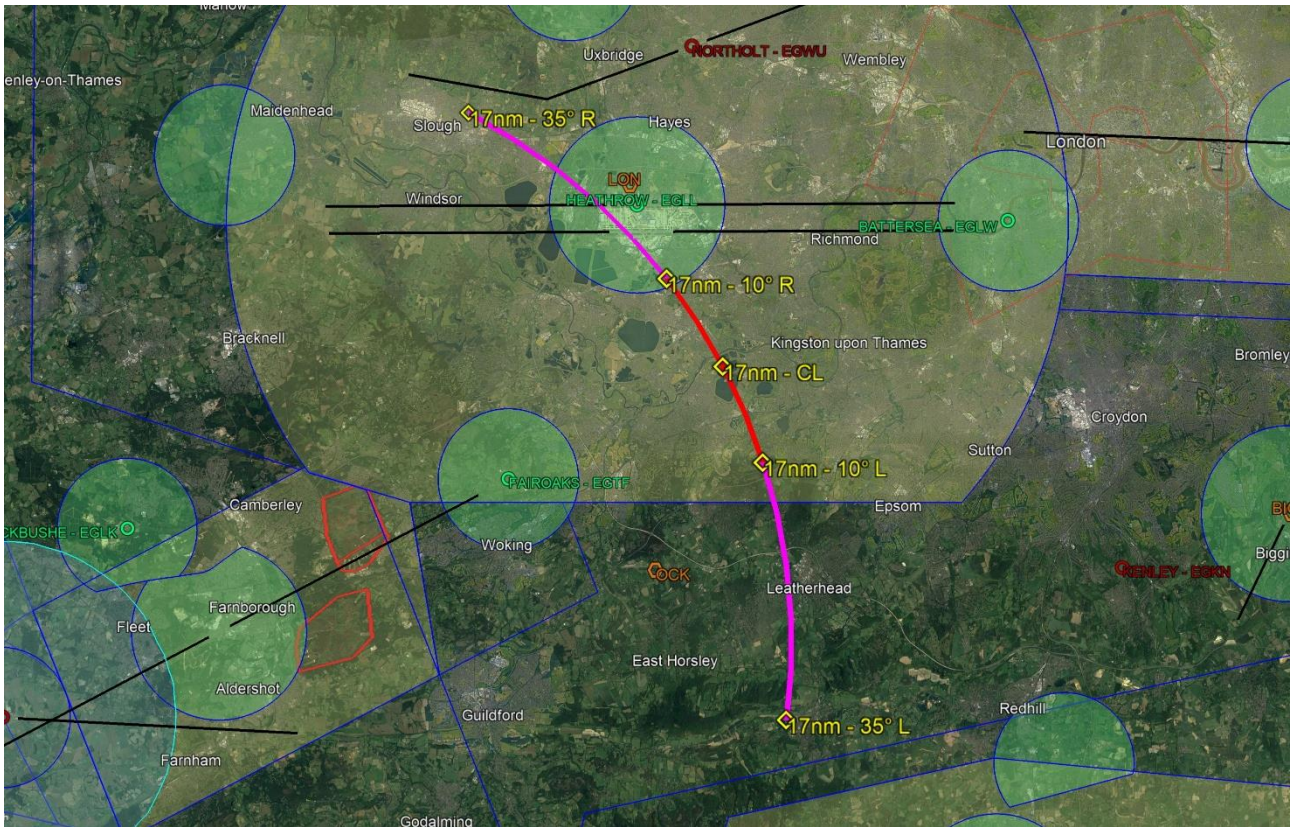 Uxbridge
NORTHOLT - EGWU
Wembley
enley-on-Thames
Maidenhead
17nm - 35° R
Slough
Hayes
London
LON
Windsor
HEATHROW - EGLL
BATTERSEA - EGLW
Richmond
17nm - 10° R
Bracknell
Kingston upon Thames
Bromley
17nm - CL
Croydon
Sutton
17nm - 10° L
FAIROAKS - EGTF
Camberley
Epsom
BIG
CKBUSHE - EGLK
Woking
Biggi
OCK
KENLEY - EGKN
Leatherhead
Farnborough
Fleet
East Horsley
Aldershot
Guildford
Redhill
17nm - 35° L
Farnham
Godalming